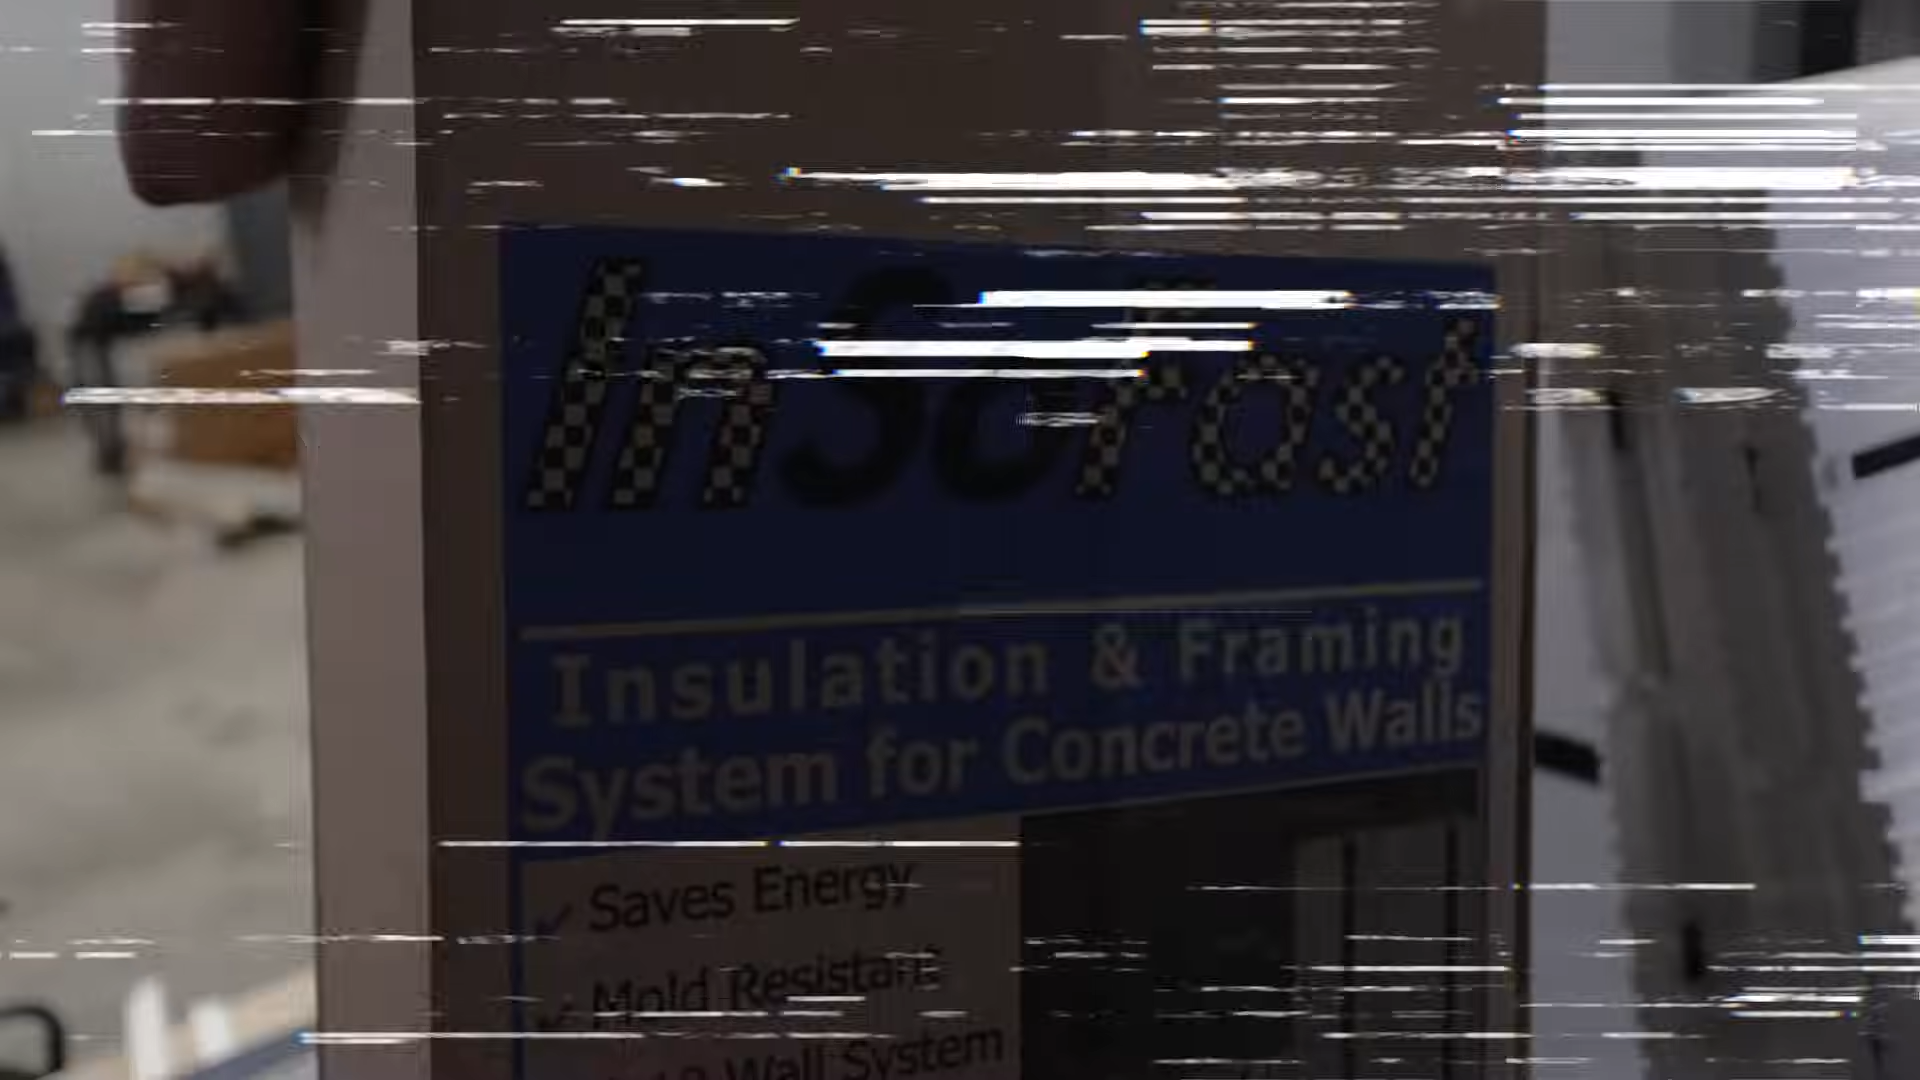 InSoFast
Insulation & Framing
System for Concrete Walls
✓ Saves Energy
✓ Mold Resistant
Wall System